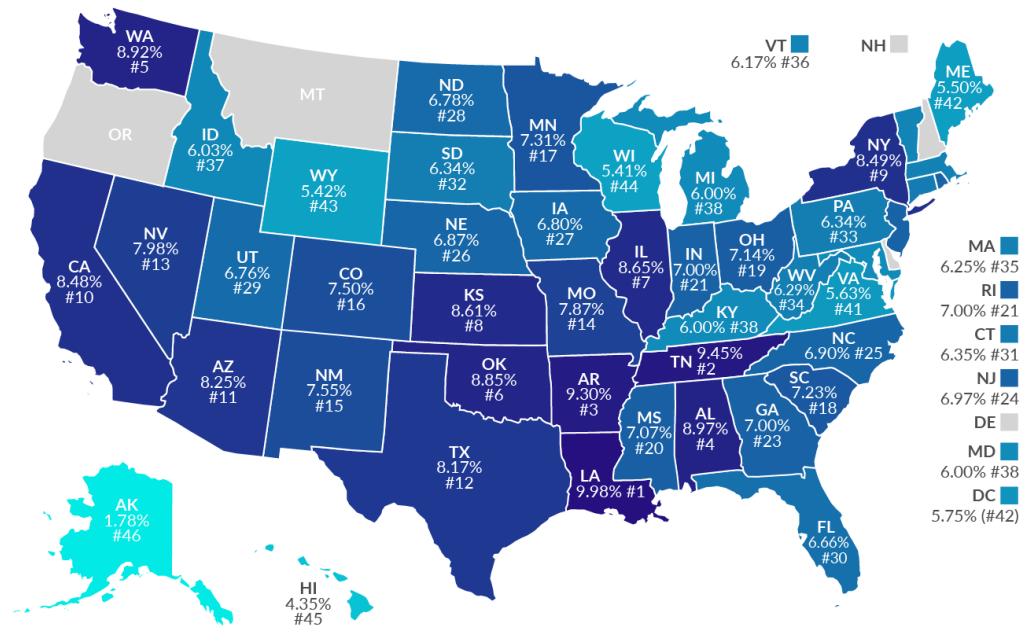 WA
8.92%
#5
VT
6.17% #36
NH
ME
5.50%
#42
MT
ND
6.78%
#28
MN
7.31%
#17
OR
ID
6.03%
#37
WY
5.42%
#43
SD
6.34%
#32
WI
5.41%
#44
MI
6.00%
#38
NY
8.49%
#9
NV
7.98%
#13
UT
6.76%
#29
CA
8.48%
#10
CO
7.50%
#16
NE
6.87%
#26
IA
6.80%
#27
IL
8.65%
#7
IN
7.00%
#21
OH
7.14%
#19
PA
6.34%
#33
WV
6.29%
#34
VA
5.63%
#41
KS
8.61%
#8
MO
7.87%
#14
KY
6.00% #38
NC
6.90% #25
MA
6.25% #35
RI
7.00% #21
CT
6.35% #31
NJ
6.97% #24
DE
MD
6.00% #38
DC
5.75% (#42)
AZ
8.25%
#11
NM
7.55%
#15
OK
8.85%
#6
AR
9.30%
#3
TN 9.45%
#2
SC
7.23%
#18
MS
7.07%
#20
AL
8.97%
#4
GA
7.00%
#23
TX
8.17%
#12
LA
9.98% #1
FL
6.66%
#30
AK
1.78%
#46
HI
4.35%
#45